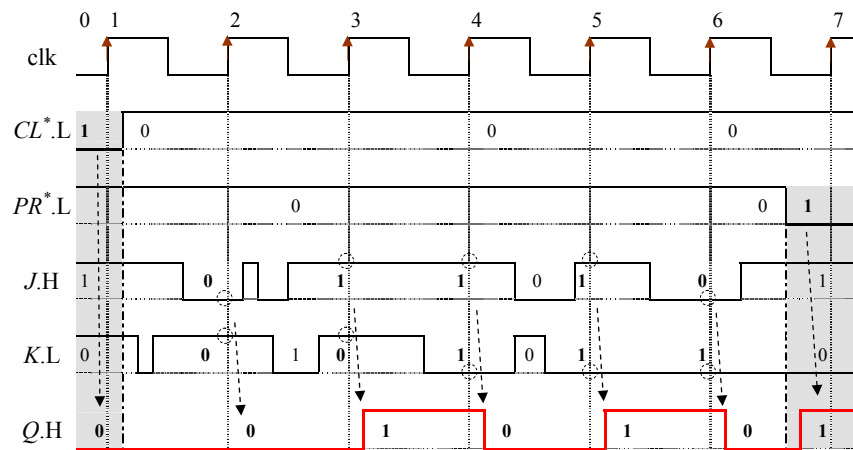 0 1 2 3 4 5 6 7
clk
CL*.L 1 0 0 0
PR*.L 0 0 1
J.H 1 0 1 1 0 1 0 1
K.L 0 0 1 0 1 0 1 1 0
Q.H 0 0 1 0 1 0 1